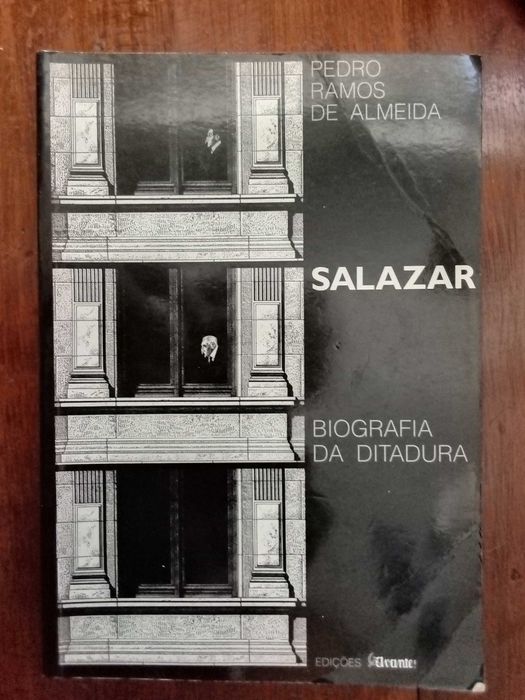 PEDRO
RAMOS
DE ALMEIDA
SALAZAR
BIOGRAFIA
DA DITADURA
EDIÇÕES Avante!